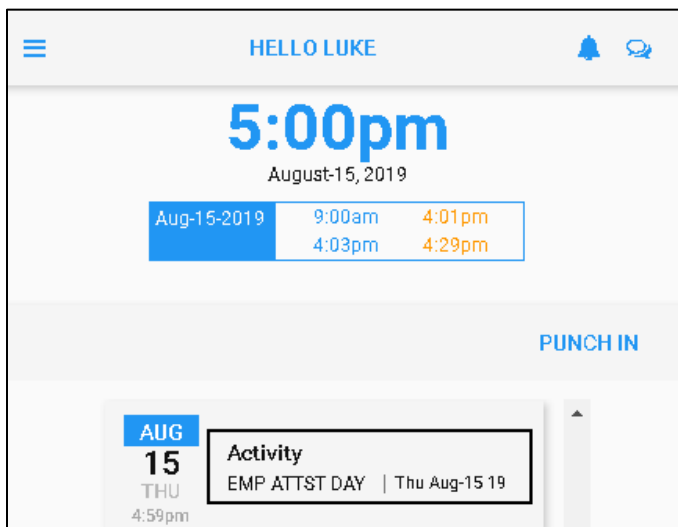 HELLO LUKE
5:00pm
August-15, 2019
Aug-15-2019 9:00am 4:01pm
4:03pm 4:29pm
PUNCH IN
AUG
15
THU
4:59pm
Activity
EMP ATTST DAY | Thu Aug-15 19